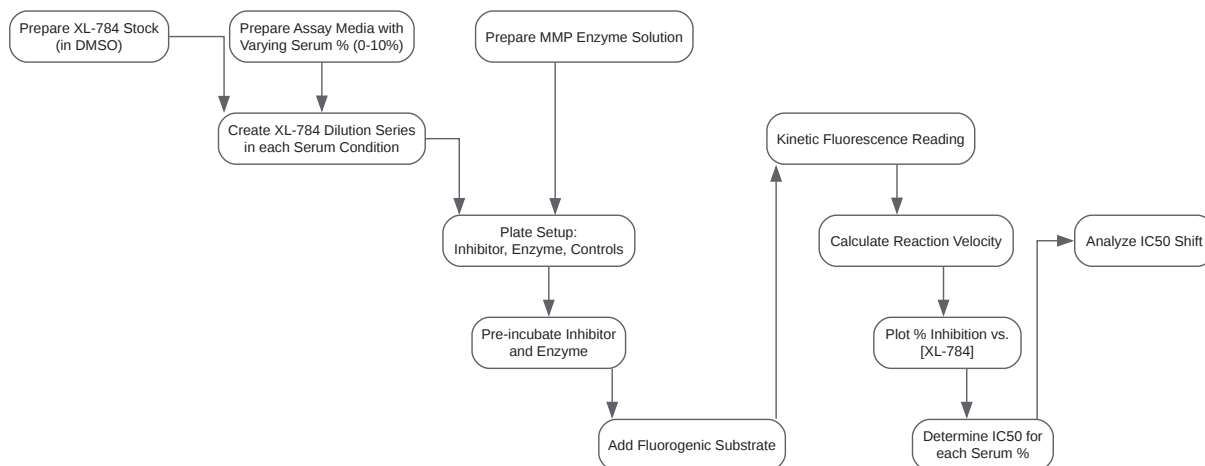 Prepare XL-784 Stock
(in DMSO)
Prepare Assay Media with
Varying Serum % (0-10%)
Prepare MMP Enzyme Solution
Create XL-784 Dilution Series
in each Serum Condition
Plate Setup:
Inhibitor, Enzyme, Controls
Pre-incubate Inhibitor
and Enzyme
Add Fluorogenic Substrate
Kinetic Fluorescence Reading
Calculate Reaction Velocity
Plot % Inhibition vs.
[XL-784]
Determine IC50 for
each Serum %
Analyze IC50 Shift